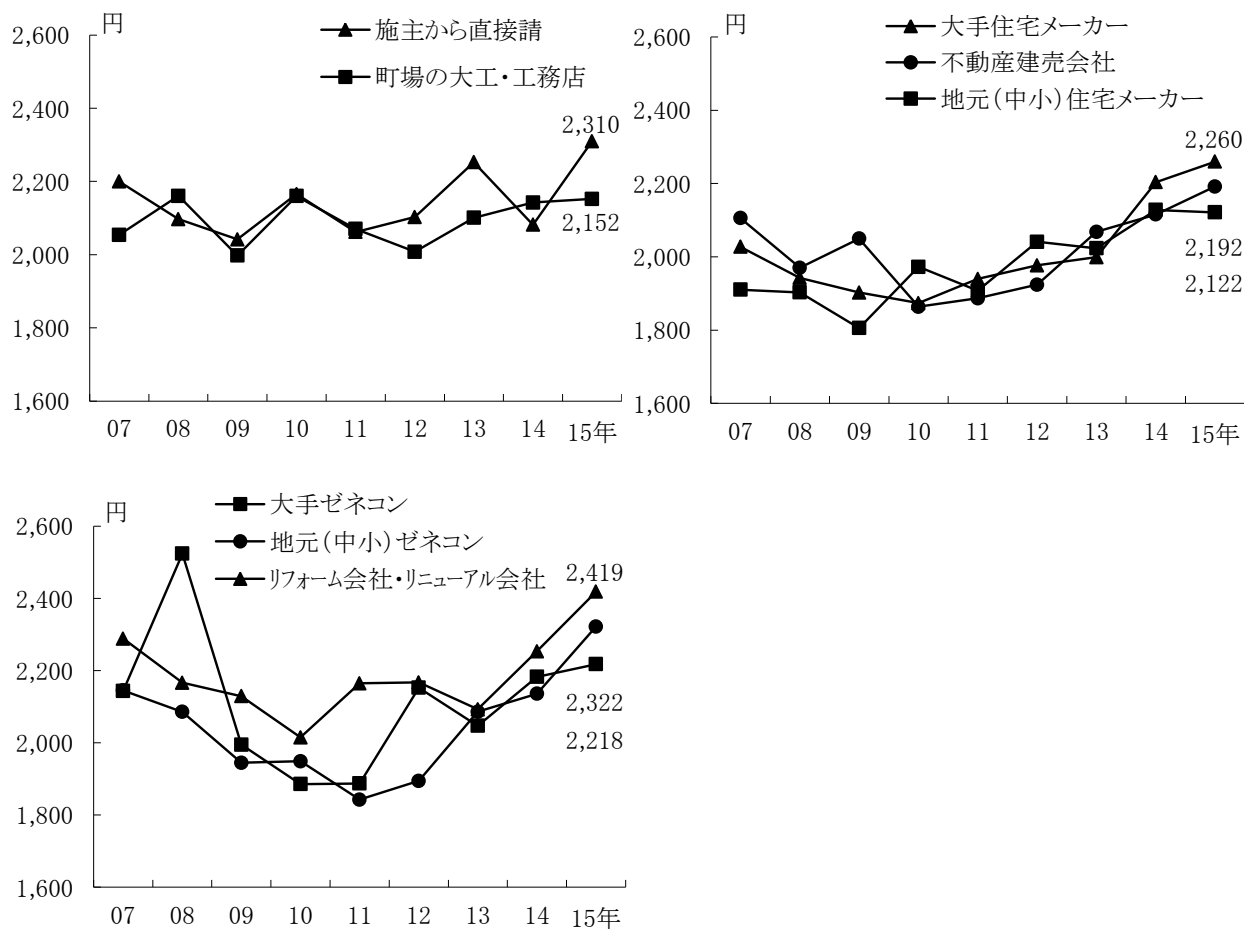 円
2,600
2,400
2,200
2,000
1,800
1,600
施主から直接請
町場の大工・工務店
2,310
2,152
07 08 09 10 11 12 13 14 15年
円
2,600
2,400
2,200
2,000
1,800
1,600
大手住宅メーカー
不動産建売会社
地元(中小)住宅メーカー
2,260
2,192
2,122
07 08 09 10 11 12 13 14 15年
円
2,600
2,400
2,200
2,000
1,800
1,600
大手ゼネコン
地元(中小)ゼネコン
リフォーム会社・リニューアル会社
2,419
2,322
2,218
07 08 09 10 11 12 13 14 15年